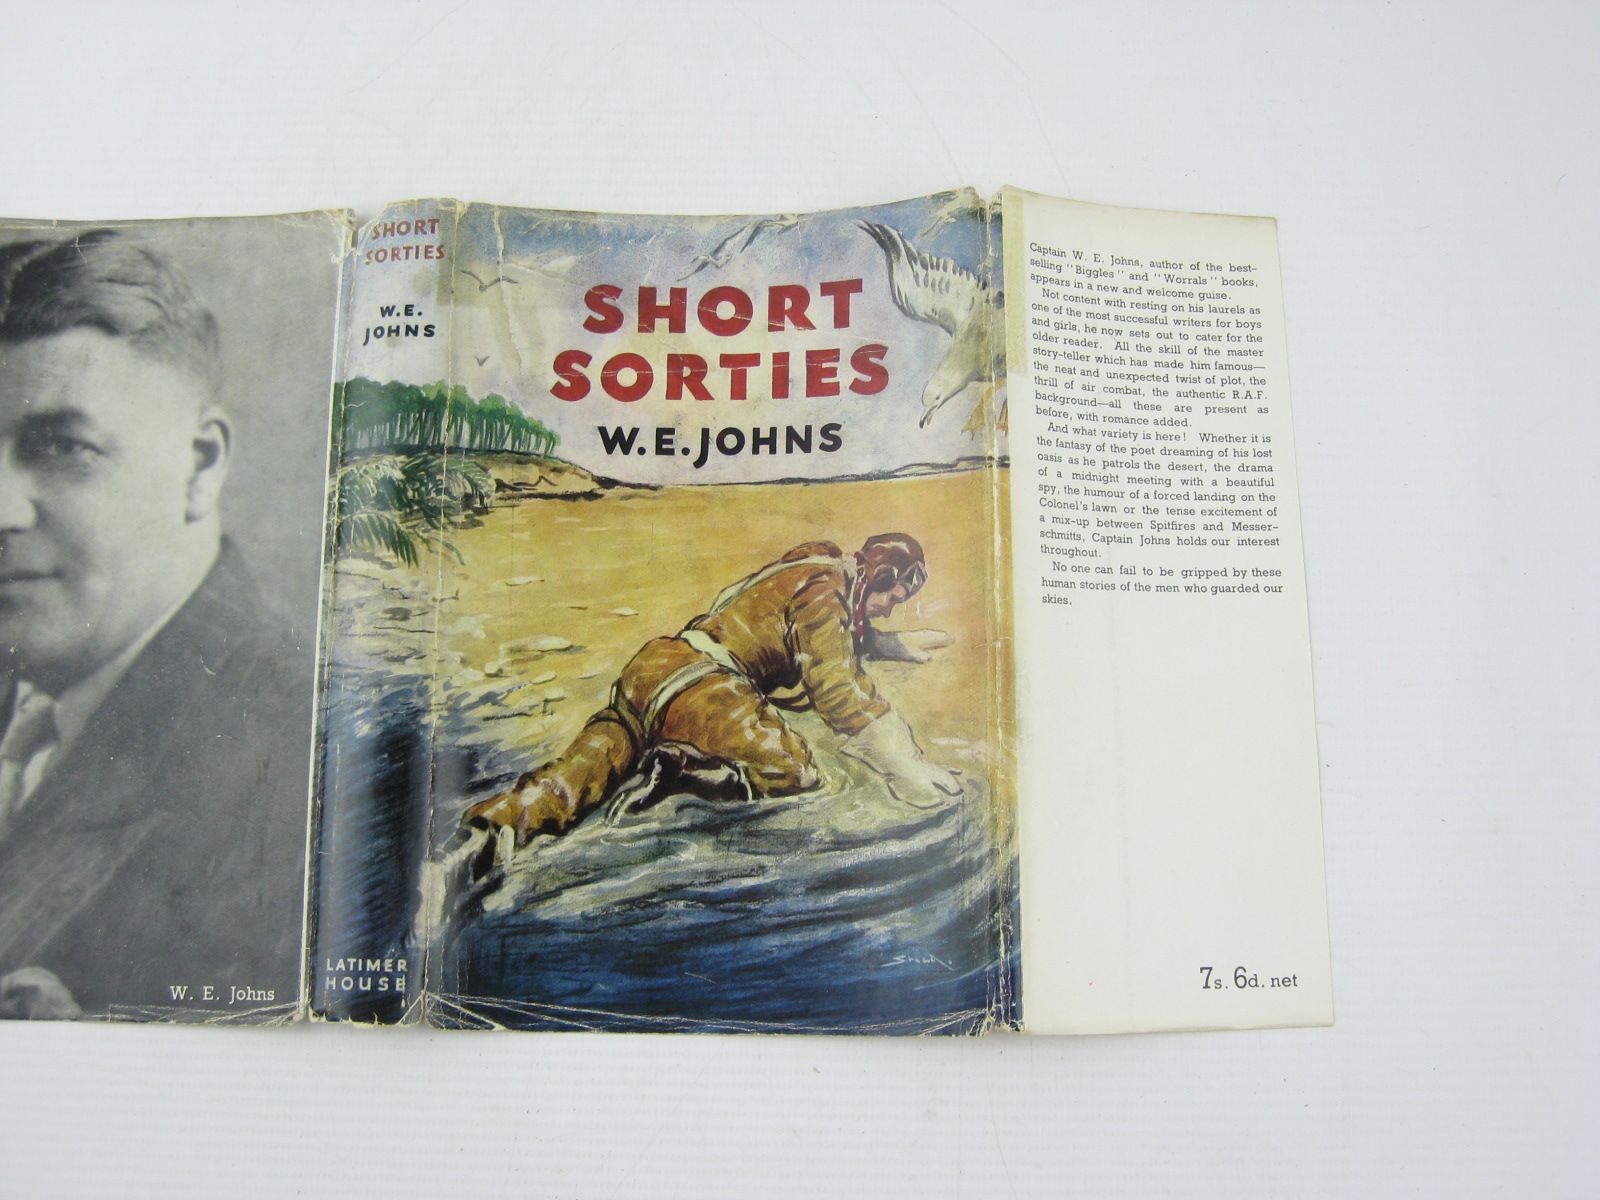 W. E. Johns
SHORT
SORTIES
W.E.
JOHNS
LATIMER
HOUSE
SHORT
SORTIES
W.E. JOHNS
Captain W. E. Johns, author of the best-
selling "Biggles" and "Worrals" books,
appears in a new and welcome guise.
Not content with resting on his laurels as
one of the most successful writers for boys
and girls, he now sets out to cater for the
older reader. All the skill of the master
story-teller which has made him famous—
the neat and unexpected twist of plot, the
thrill of air combat, the authentic R.A.F.
background—all these are present as
before, with romance added.
And what variety is here! Whether it is
the fantasy of the poet dreaming of his lost
oasis as he patrols the desert, the drama
of a midnight meeting with a beautiful
spy, the humour of a forced landing on the
Colonel's lawn or the tense excitement of
a mix-up between Spitfires and Messer-
schmitts, Captain Johns holds our interest
throughout.
No one can fail to be gripped by these
human stories of the men who guarded our
skies.
7s. 6d. net